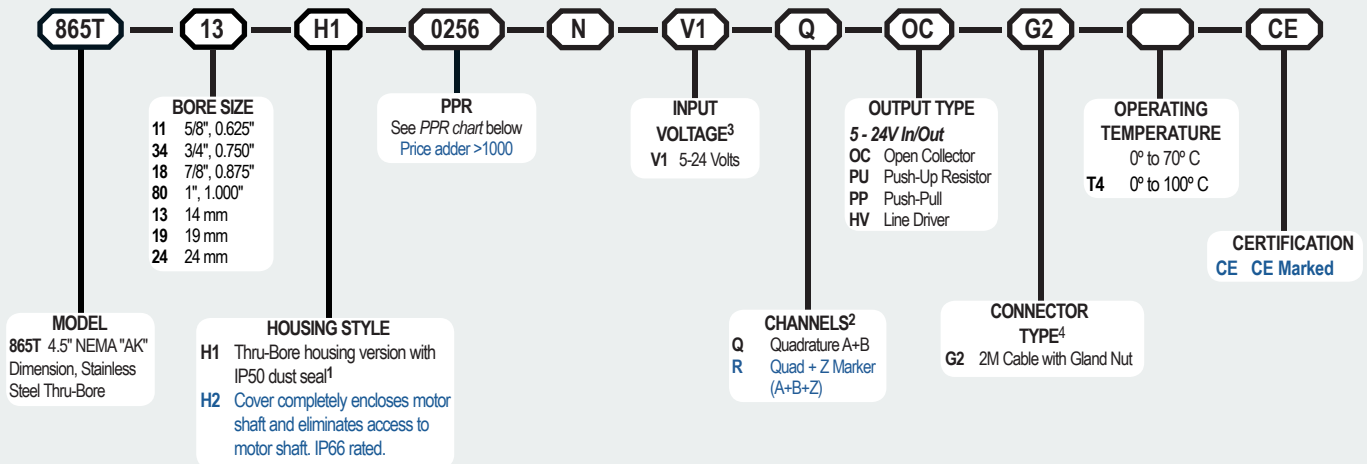 865T 13 H1 0256 N V1 Q OC G2 CE
BORE SIZE
11 5/8", 0.625"
34 3/4", 0.750"
18 7/8", 0.875"
80 1", 1.000"
13 14 mm
19 19 mm
24 24 mm
PPR
See PPR chart below
Price adder >1000
INPUT
VOLTAGE³
V1 5-24 Volts
OUTPUT TYPE
5 - 24V In/Out
OC Open Collector
PU Push-Up Resistor
PP Push-Pull
HV Line Driver
OPERATING
TEMPERATURE
0º to 70º C
T4 0º to 100º C
CERTIFICATION
CE CE Marked
MODEL
865T 4.5" NEMA "AK"
Dimension, Stainless
Steel Thru-Bore
HOUSING STYLE
H1 Thru-Bore housing version with
IP50 dust seal¹
H2 Cover completely encloses motor
shaft and eliminates access to
motor shaft. IP66 rated.
CHANNELS²
Q Quadrature A+B
R Quad + Z Marker
(A+B+Z)
CONNECTOR
TYPE⁴
G2 2M Cable with Gland Nut